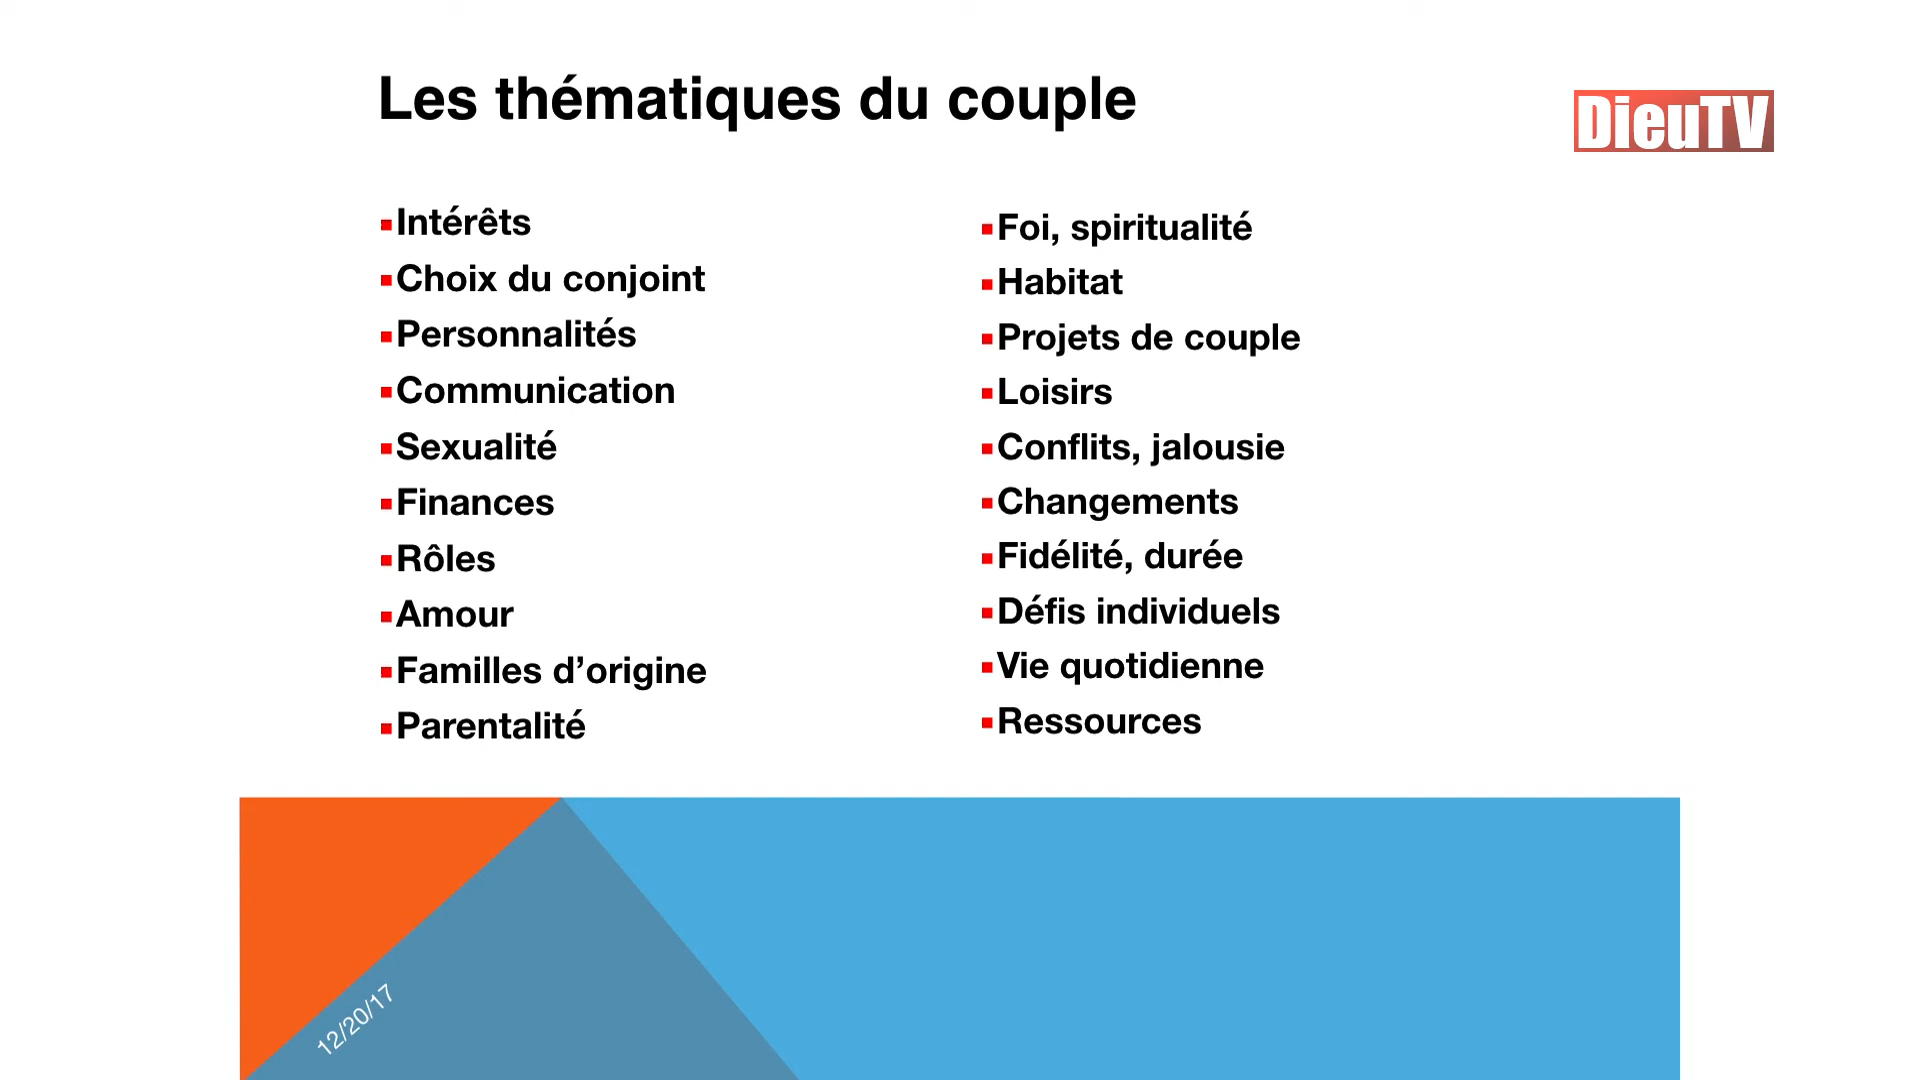 Les thématiques du couple
DieuTV
Intérêts
Choix du conjoint
Personnalités
Communication
Sexualité
Finances
Rôles
Amour
Familles d’origine
Parentalité
Foi, spiritualité
Habitat
Projets de couple
Loisirs
Conflits, jalousie
Changements
Fidélité, durée
Défis individuels
Vie quotidienne
Ressources
12/20/17